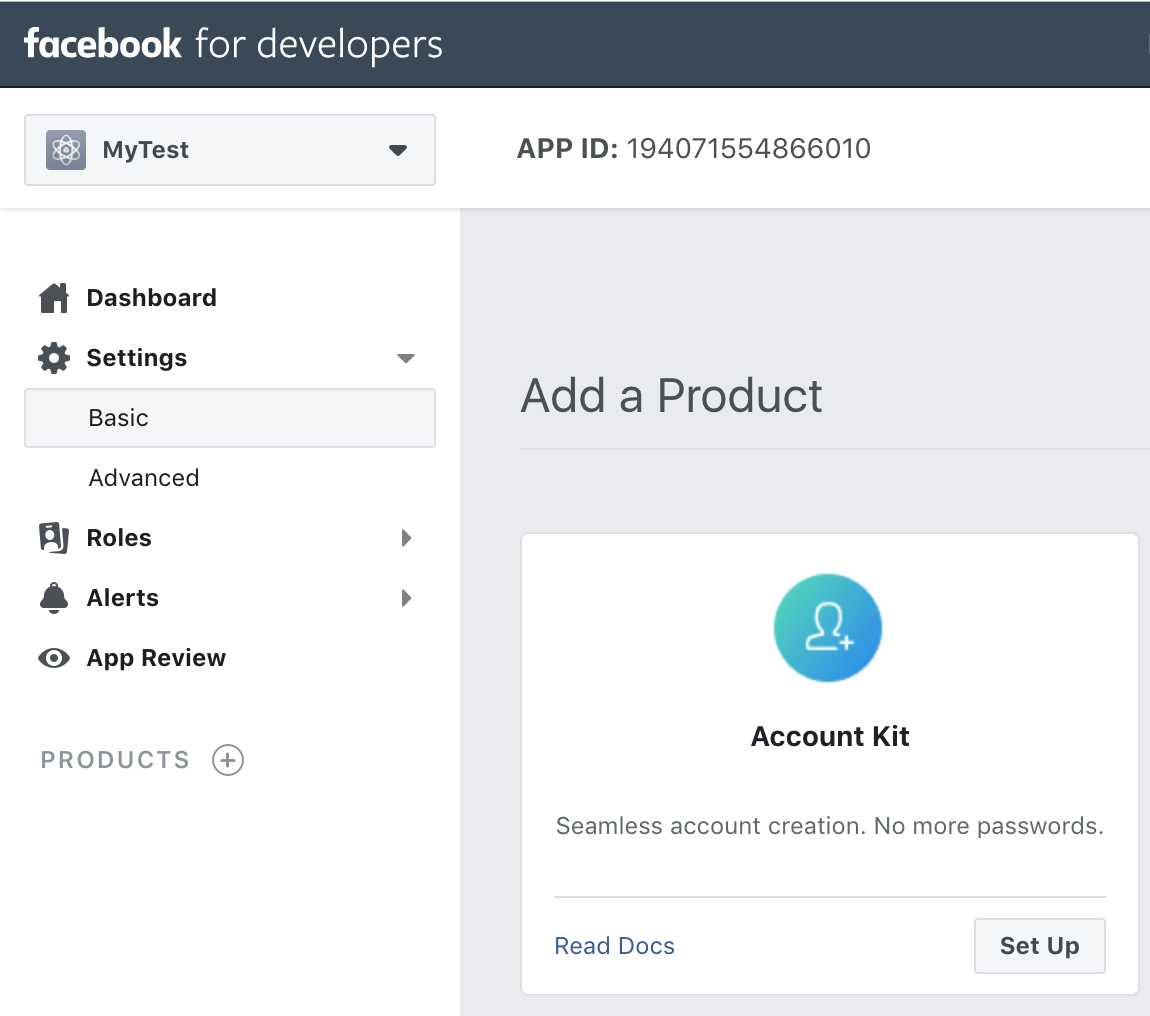 facebook for developers
MyTest
APP ID: 194071554866010
Dashboard
Settings
Basic
Advanced
Roles
Alerts
App Review
PRODUCTS
Add a Product
Account Kit
Seamless account creation. No more passwords.
Read Docs
Set Up